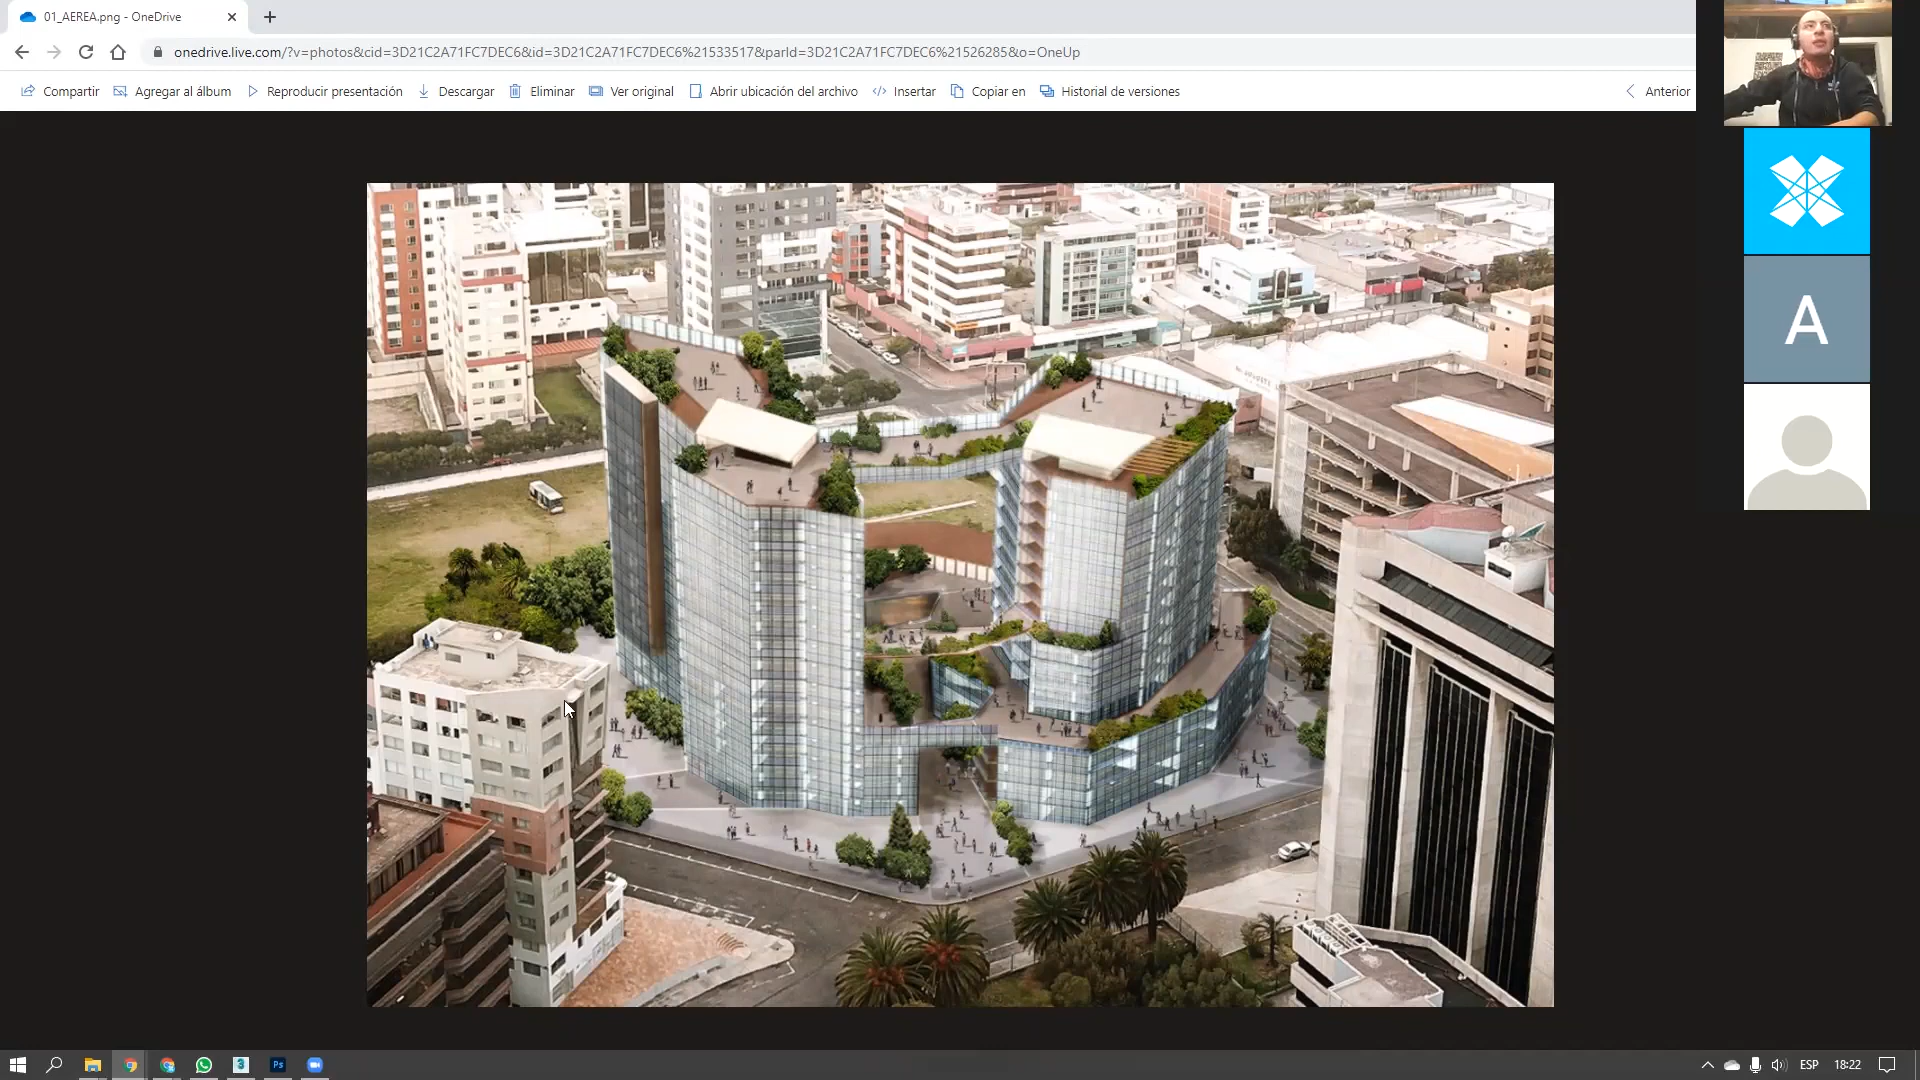 01_AEREA.png - OneDrive
onedrive.live.com/?v=photos&cid=3D21C2A71FC7DEC6&id=3D21C2A71FC7DEC6%21533517&parId=3D21C2A71FC7DEC6%21526285&o=OneUp
Compartir Agregar al álbum Reproducir presentación Descargar Eliminar Ver original Abrir ubicación del archivo Insertar Copiar en Historial de versiones Anterior
A
3 Ps ESP 18:22